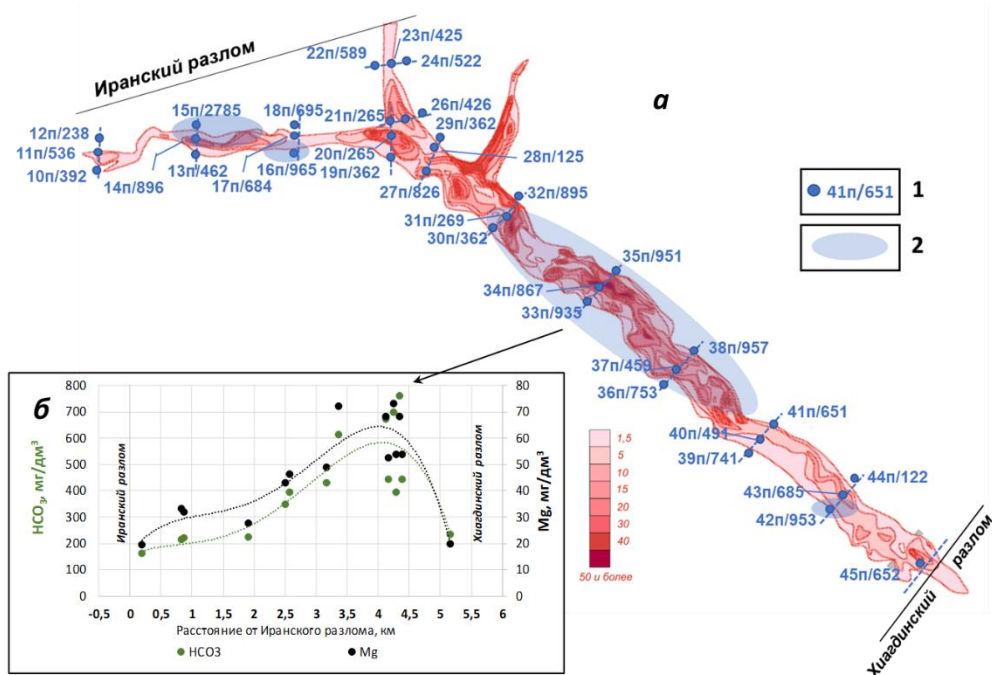 Иранский разлом
22п/589
23п/425
24п/522
а
15п/2785
18п/695
21п/265
26п/426
29п/362
12п/238
11п/536
10п/392
14п/896
13п/462
17п/684
16п/965
20п/265
19п/362
28п/125
27п/826
32п/895
31п/269
30п/362
41п/651 1
2
35п/951
34п/867
33п/935
38п/957
37п/459
36п/753
41п/651
40п/491
39п/741
44п/122
43п/685
42п/953
45п/652
Хиагдинский разлом
1,5
5
10
15
20
30
40
50 и более
б
800
700
600
500
400
300
200
100
0
HCO₃, мг/дм³
Иранский разлом
Хиагдинский разлом
80
70
60
50
40
30
20
10
0
Mg, мг/дм³
-0,5 0 0,5 1 1,5 2 2,5 3 3,5 4 4,5 5 5,5
Расстояние от Иранского разлома, км
HCO3 Mg